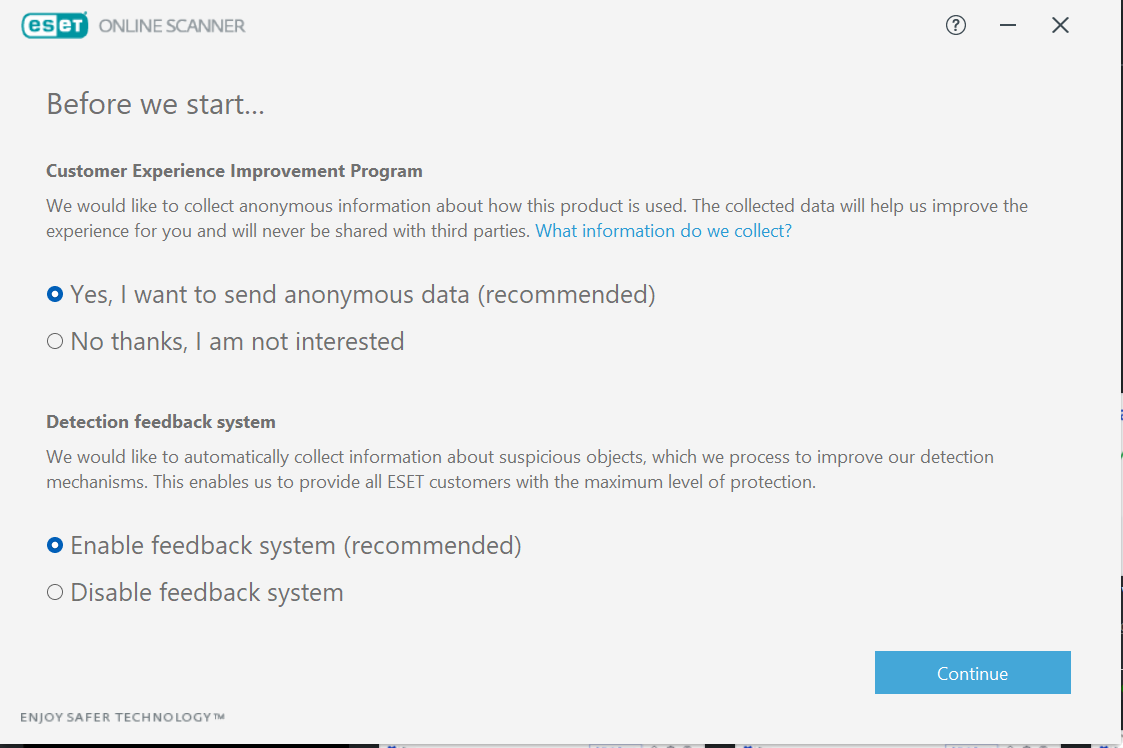 eset ONLINE SCANNER
Before we start...
Customer Experience Improvement Program
We would like to collect anonymous information about how this product is used. The collected data will help us improve the
experience for you and will never be shared with third parties. What information do we collect?
Yes, I want to send anonymous data (recommended)
No thanks, I am not interested
Detection feedback system
We would like to automatically collect information about suspicious objects, which we process to improve our detection
mechanisms. This enables us to provide all ESET customers with the maximum level of protection.
Enable feedback system (recommended)
Disable feedback system
Continue
ENJOY SAFER TECHNOLOGY™